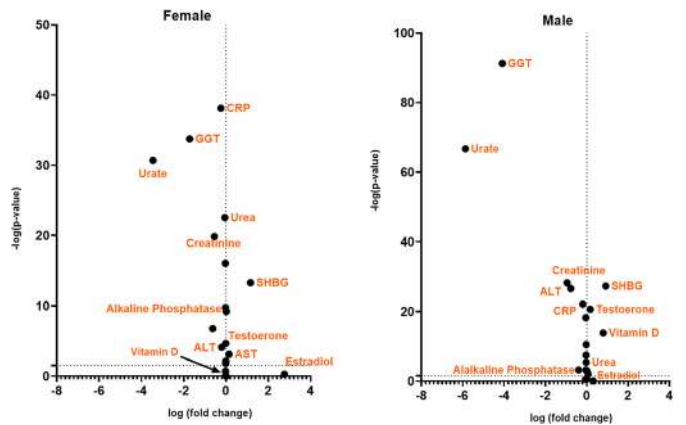 Female
50
40
30
20
10
0
-log(p-value)
CRP
GGT
Urate
Urea
Creatinine
SHBG
Alkaline Phosphatase
Testoerone
ALT
AST
Vitamin D
Estradiol
-8 -6 -4 -2 0 2 4
log (fold change)
Male
100
80
60
40
20
0
-log(p-value)
GGT
Urate
Creatinine
ALT
SHBG
CRP
Testoerone
Vitamin D
Urea
Alalkaline Phosphatase
Estradiol
-8 -4 0 4
log (fold change)